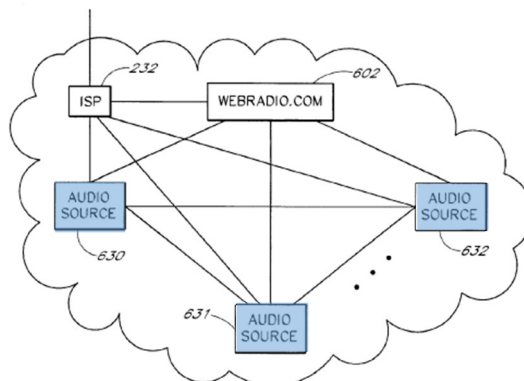 232
602
ISP
WEBRADIO.COM
AUDIO
SOURCE
630
AUDIO
SOURCE
632
631
AUDIO
SOURCE